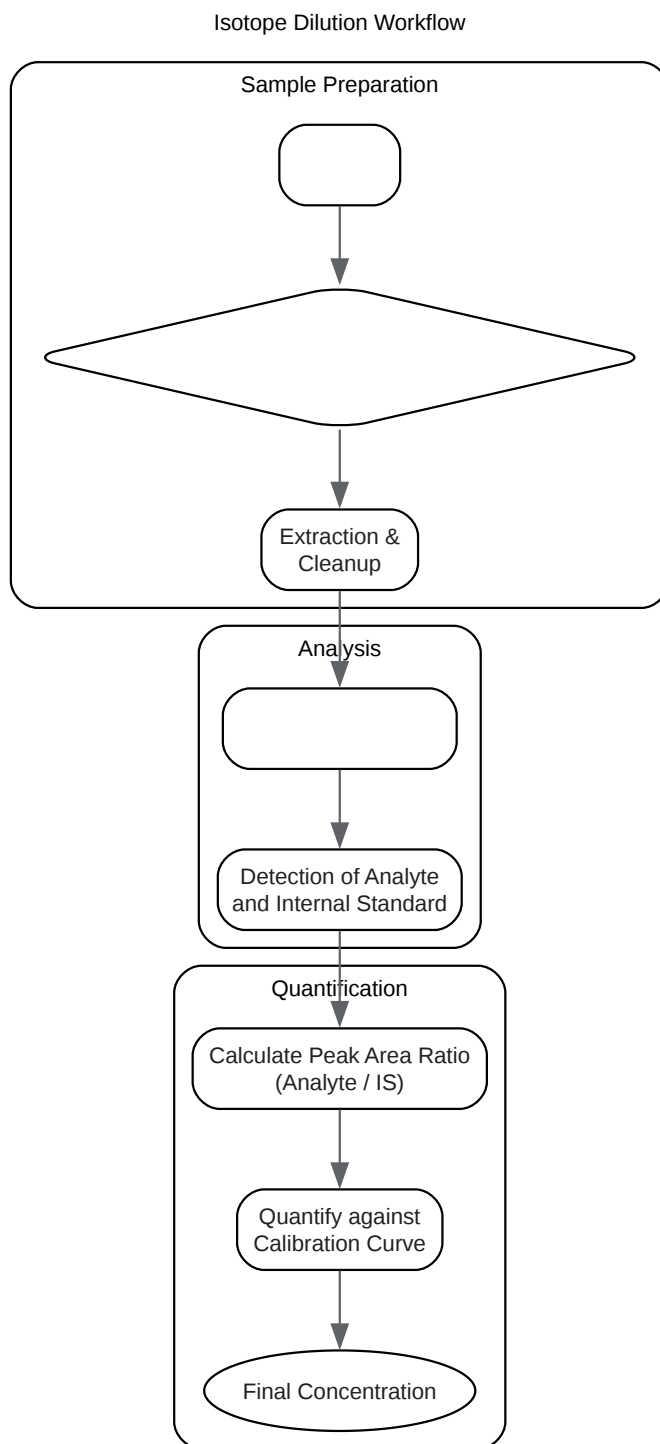 Isotope Dilution Workflow
Sample Preparation
Extraction &
Cleanup
Analysis
Detection of Analyte
and Internal Standard
Quantification
Calculate Peak Area Ratio
(Analyte / IS)
Quantify against
Calibration Curve
Final Concentration